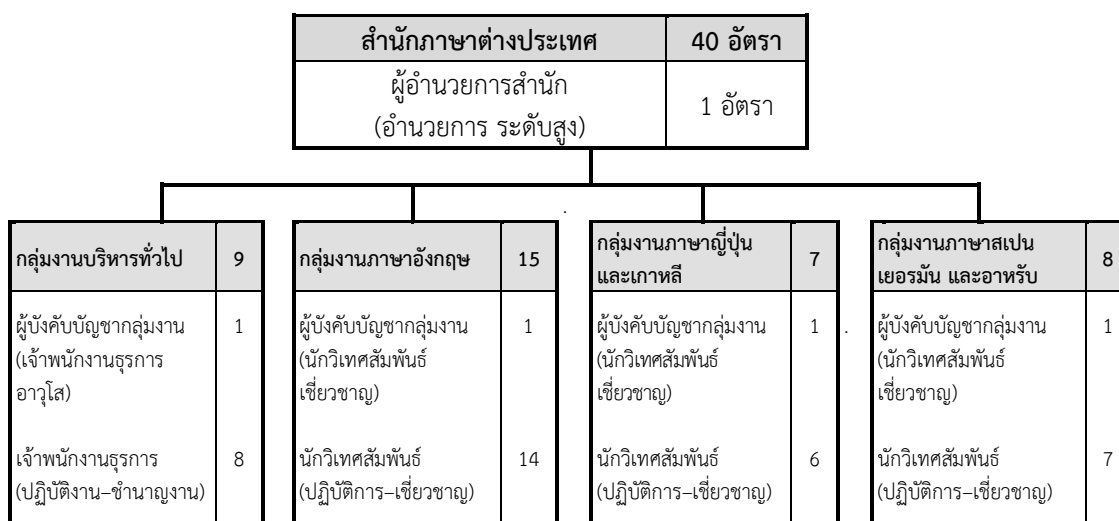 สำนักภาษาต่างประเทศ 40 อัตรา
ผู้อำนวยการสำนัก
(อำนวยการ ระดับสูง) 1 อัตรา
กลุ่มงานบริหารทั่วไป 9
ผู้บังคับบัญชากลุ่มงาน 1
(เจ้าพนักงานธุรการ
อาวุโส)
เจ้าพนักงานธุรการ 8
(ปฏิบัติงาน–ชำนาญงาน)
กลุ่มงานภาษาอังกฤษ 15
ผู้บังคับบัญชากลุ่มงาน 1
(นักวิเทศสัมพันธ์
เชี่ยวชาญ)
นักวิเทศสัมพันธ์ 14
(ปฏิบัติการ–เชี่ยวชาญ)
กลุ่มงานภาษาญี่ปุ่น
และเกาหลี 7
ผู้บังคับบัญชากลุ่มงาน 1
(นักวิเทศสัมพันธ์
เชี่ยวชาญ)
นักวิเทศสัมพันธ์ 6
(ปฏิบัติการ–เชี่ยวชาญ)
กลุ่มงานภาษาสเปน
เยอรมัน และอาหรับ 8
ผู้บังคับบัญชากลุ่มงาน 1
(นักวิเทศสัมพันธ์
เชี่ยวชาญ)
นักวิเทศสัมพันธ์ 7
(ปฏิบัติการ–เชี่ยวชาญ)